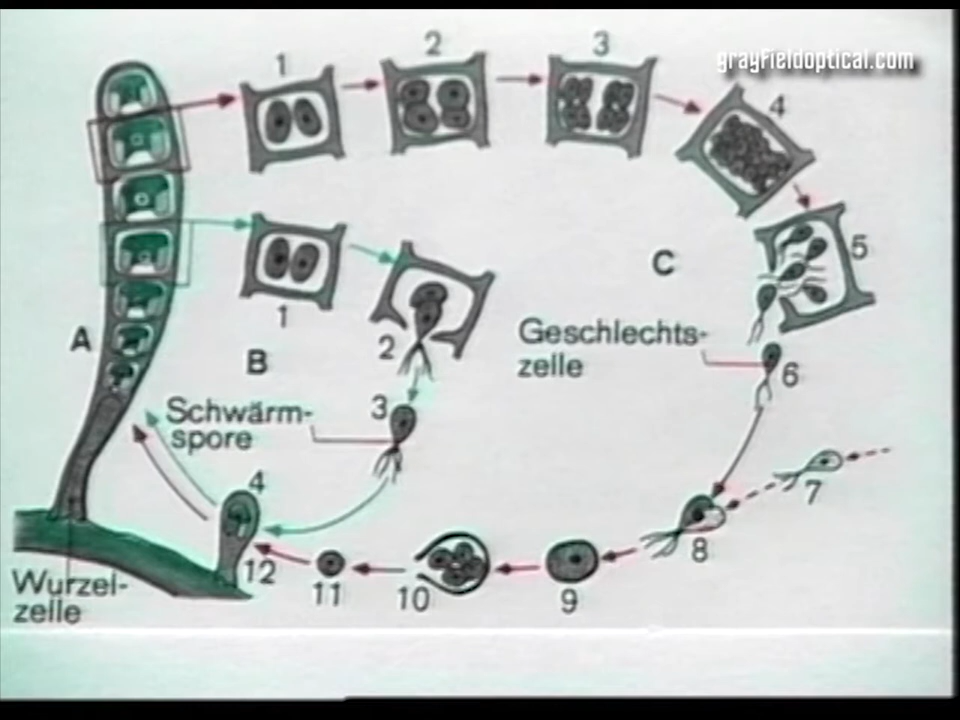 grayfieldoptical.com
1
2
3
4
5
C
6
7
8
9
10
11
12
4
A
B
1
2
3
Geschlechts-
zelle
Schwärm-
spore
Wurzel-
zelle